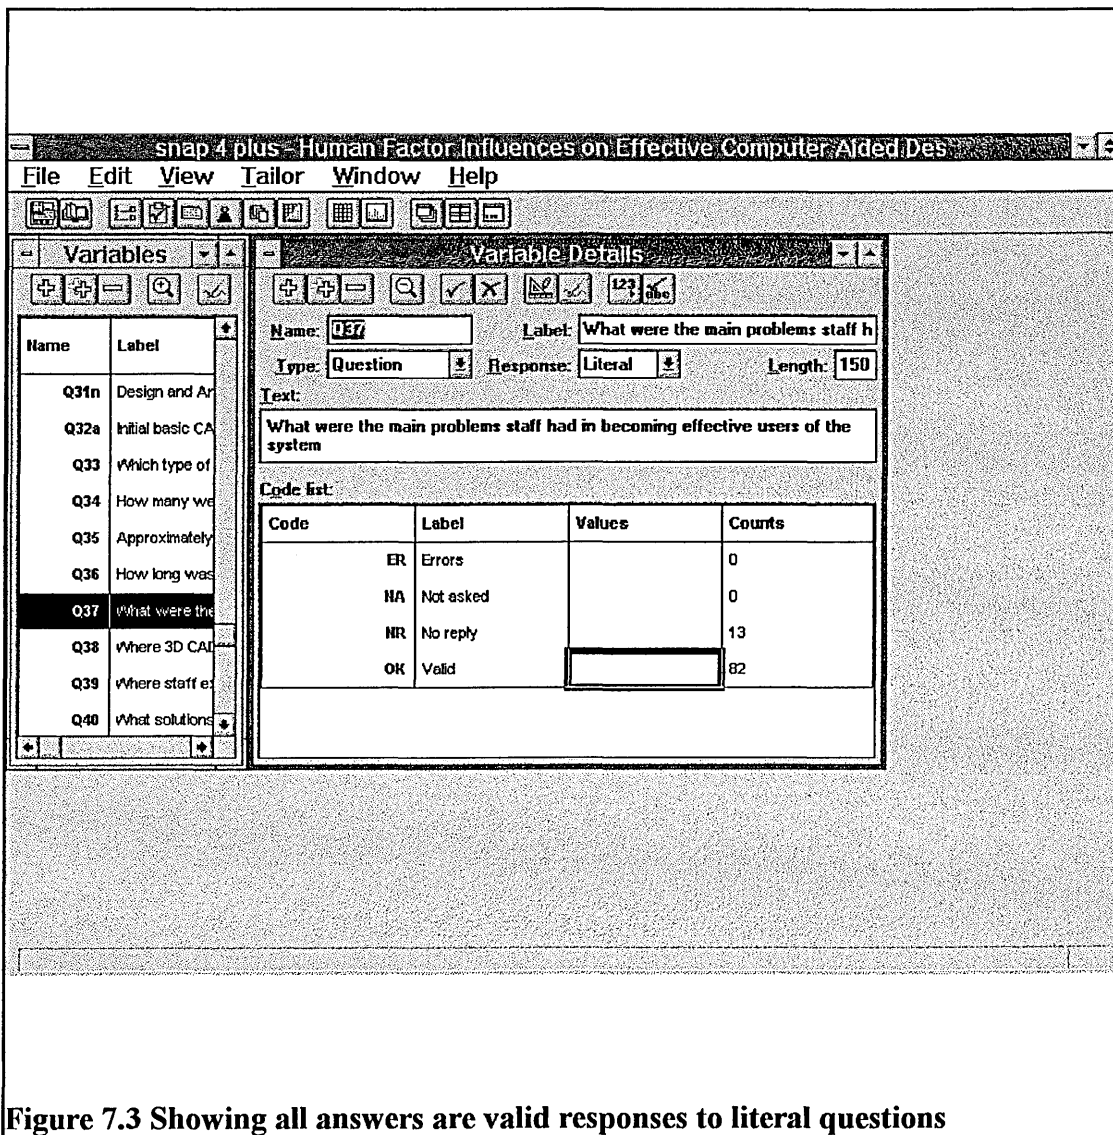 snap 4 plus - Human Factor Influences on Effective Computer Aided Des
File Edit View Tailor Window Help
Variables
Name Label
Q31n Design and Ar
Q32a Initial basic CA
Q33 Which type of
Q34 How many we
Q35 Approximately
Q36 How long was
Q37 What were the
Q38 Where 3D CAD
Q39 Where staff e
Q40 What solutions
Variable Details
123 abc
Name: Q37 Label: What were the main problems staff h
Type: Question Response: Literal Length: 150
Text:
What were the main problems staff had in becoming effective users of the
system
Code list:
Code Label Values Counts
ER Errors 0
NA Not asked 0
NR No reply 13
OK Valid 82
Figure 7.3 Showing all answers are valid responses to literal questions